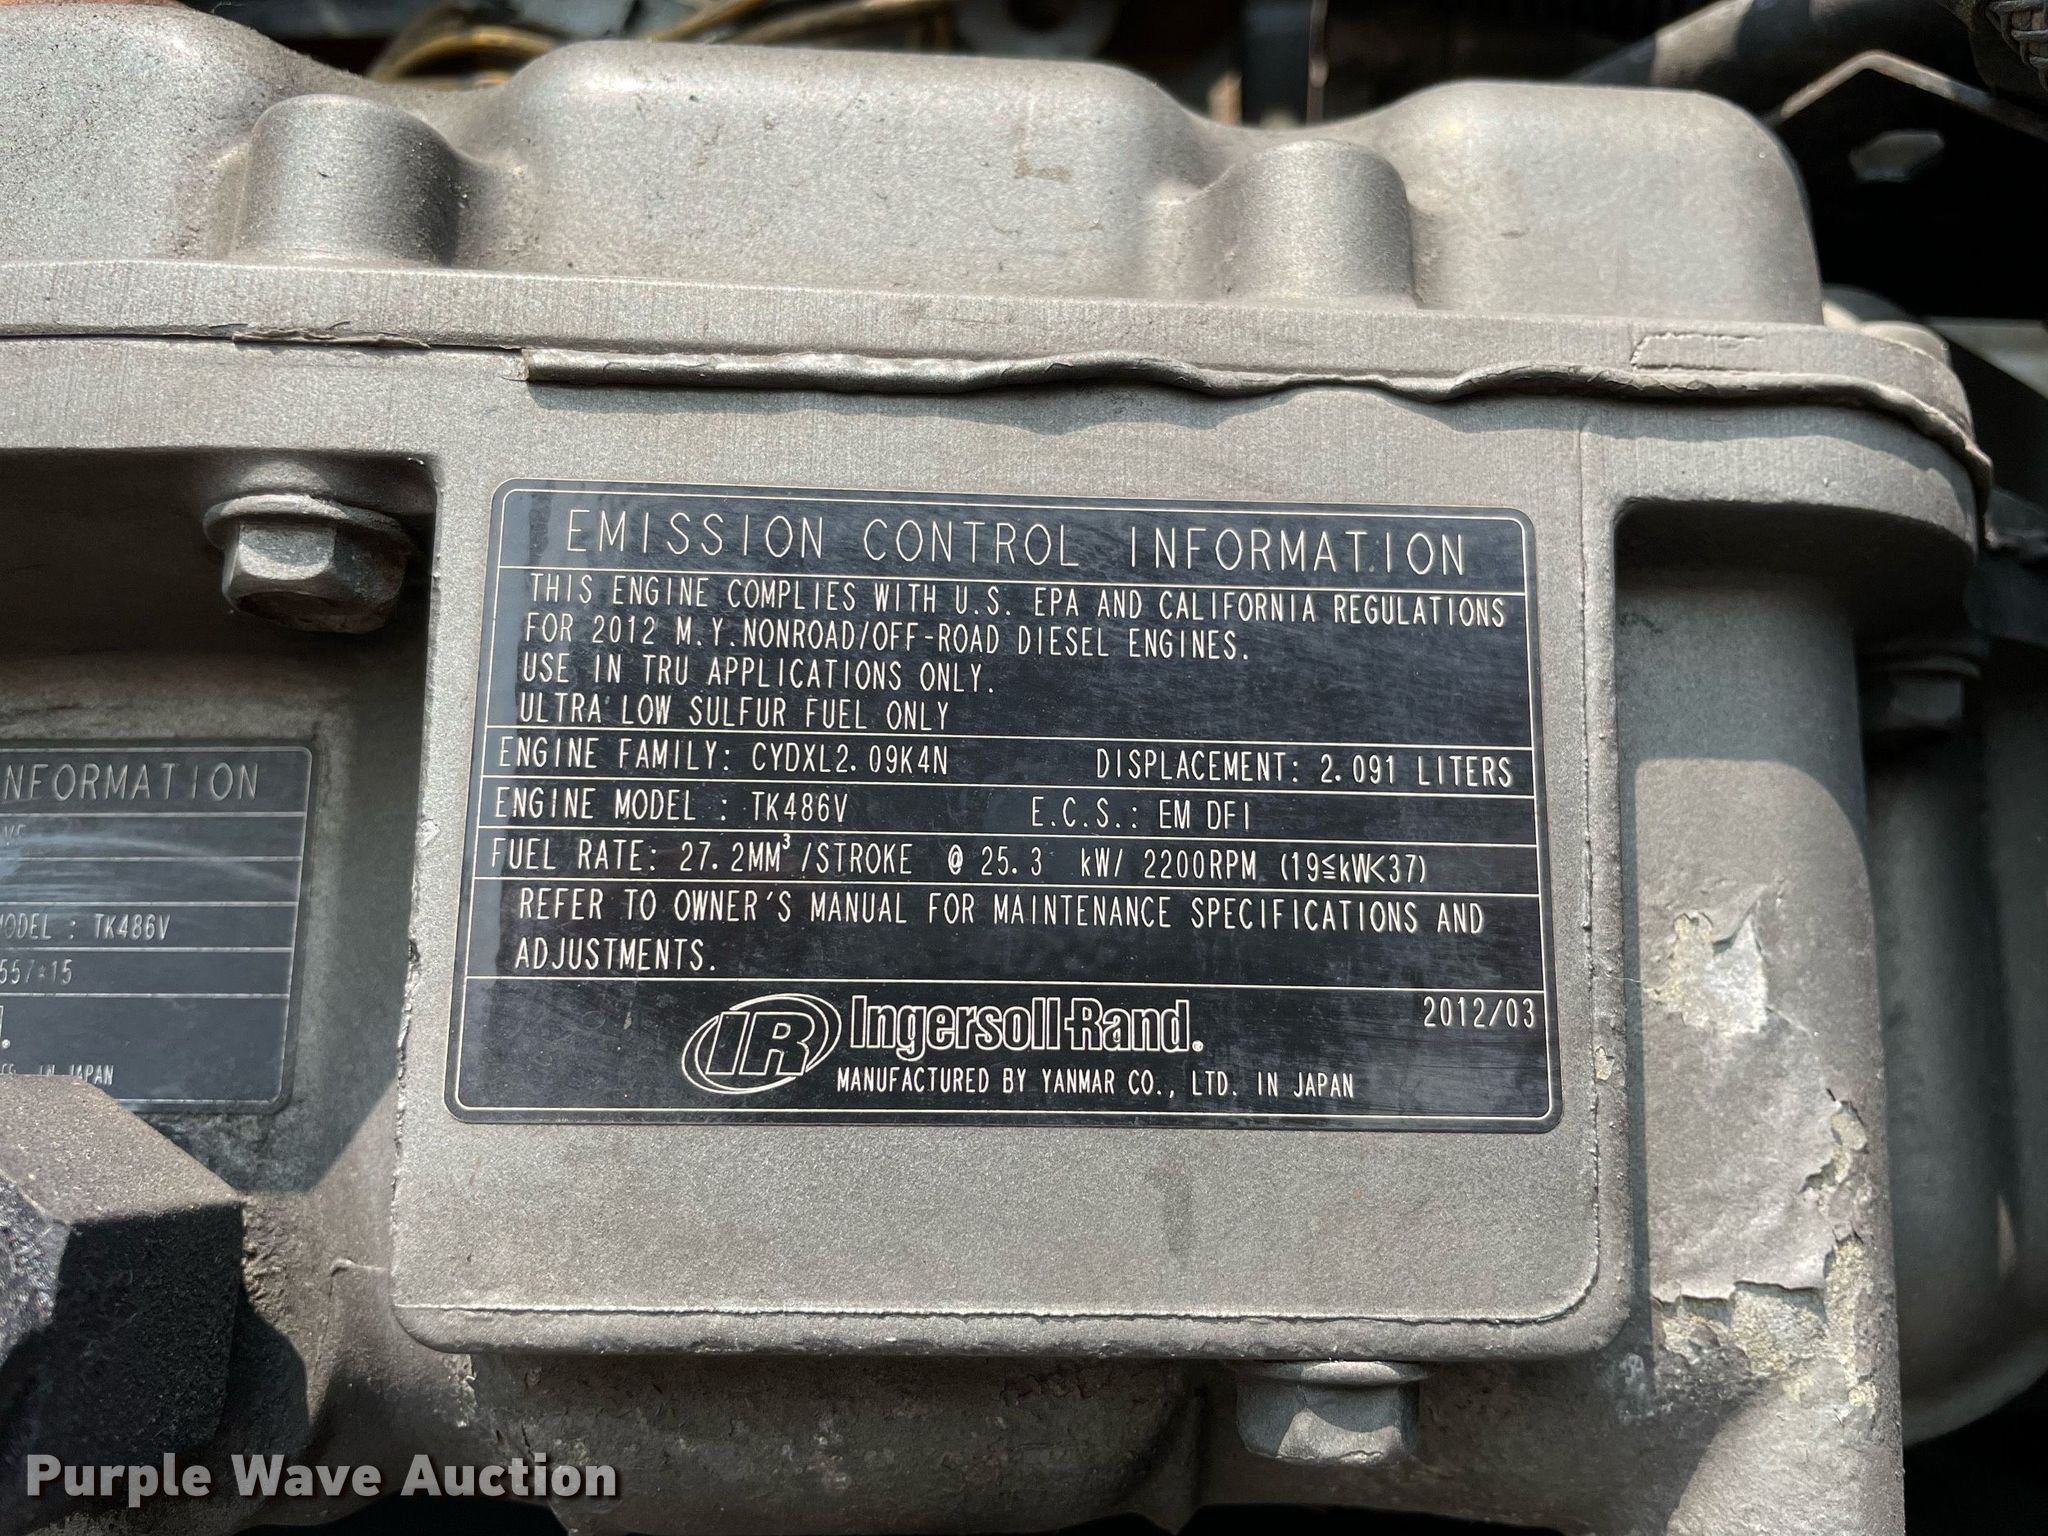 EMISSION CONTROL INFORMATION
THIS ENGINE COMPLIES WITH U.S. EPA AND CALIFORNIA REGULATIONS
FOR 2012 M.Y.NONROAD/OFF-ROAD DIESEL ENGINES.
USE IN TRU APPLICATIONS ONLY.
ULTRA LOW SULFUR FUEL ONLY
ENGINE FAMILY: CYDXL2.09K4N DISPLACEMENT: 2.091 LITERS
ENGINE MODEL : TK486V E.C.S.: EM DFI
FUEL RATE: 27.2MM³/STROKE @ 25.3 kW/ 2200RPM (19≦kW<37)
REFER TO OWNER'S MANUAL FOR MAINTENANCE SPECIFICATIONS AND
ADJUSTMENTS.
IR Ingersoll-Rand. 2012/03
MANUFACTURED BY YANMAR CO., LTD. IN JAPAN
NFORMATION
ODEL : TK486V
557*15
IN JAPAN
Purple Wave Auction